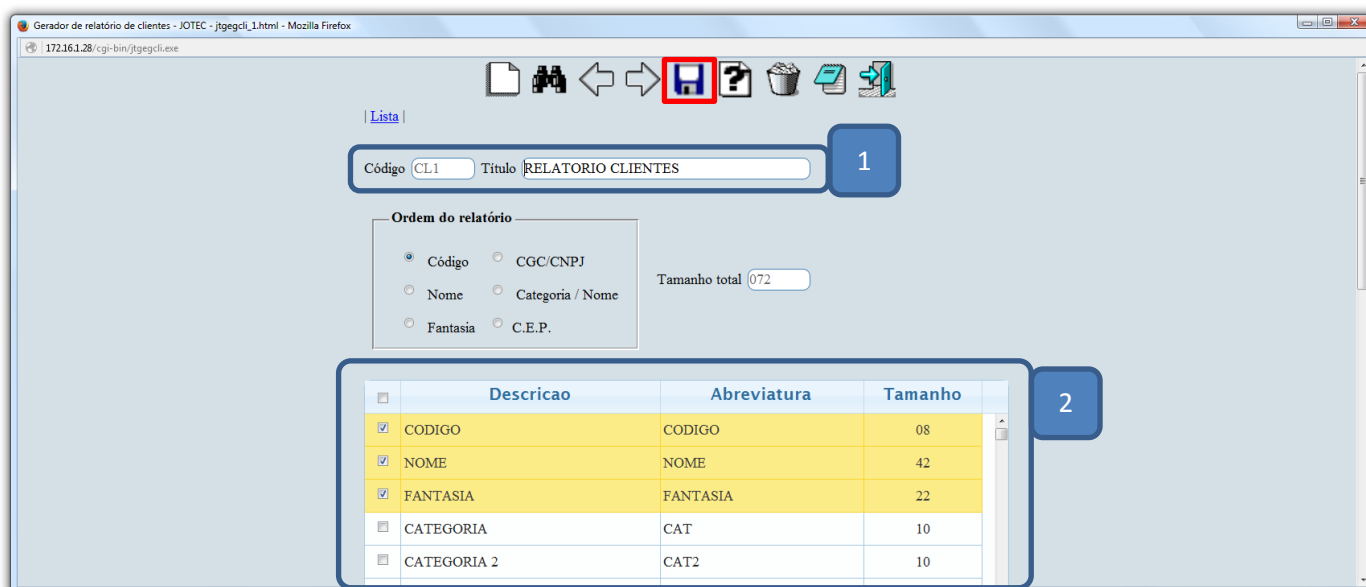 Gerador de relatório de clientes - JOTEC - jtgegcli_1.html - Mozilla Firefox
172.16.1.28/cgi-bin/jtgegcli.exe
| Lista |
Código CL1 Título RELATORIO CLIENTES
1
Ordem do relatório
Código CGC/CNPJ
Nome Categoria / Nome
Fantasia C.E.P.
Tamanho total 072
Descricao Abreviatura Tamanho
2
CODIGO CODIGO 08
NOME NOME 42
FANTASIA FANTASIA 22
CATEGORIA CAT 10
CATEGORIA 2 CAT2 10